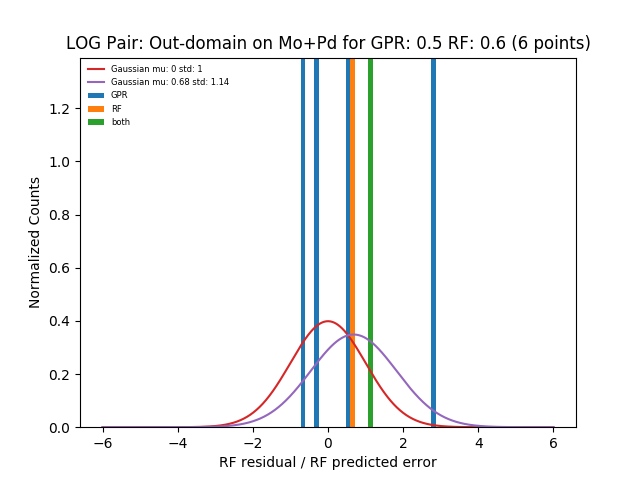 LOG Pair: Out-domain on Mo+Pd for GPR: 0.5 RF: 0.6 (6 points)
Gaussian mu: 0 std: 1
Gaussian mu: 0.68 std: 1.14
GPR
RF
both
Normalized Counts
1.2
1.0
0.8
0.6
0.4
0.2
0.0
−6 −4 −2 0 2 4 6
RF residual / RF predicted error